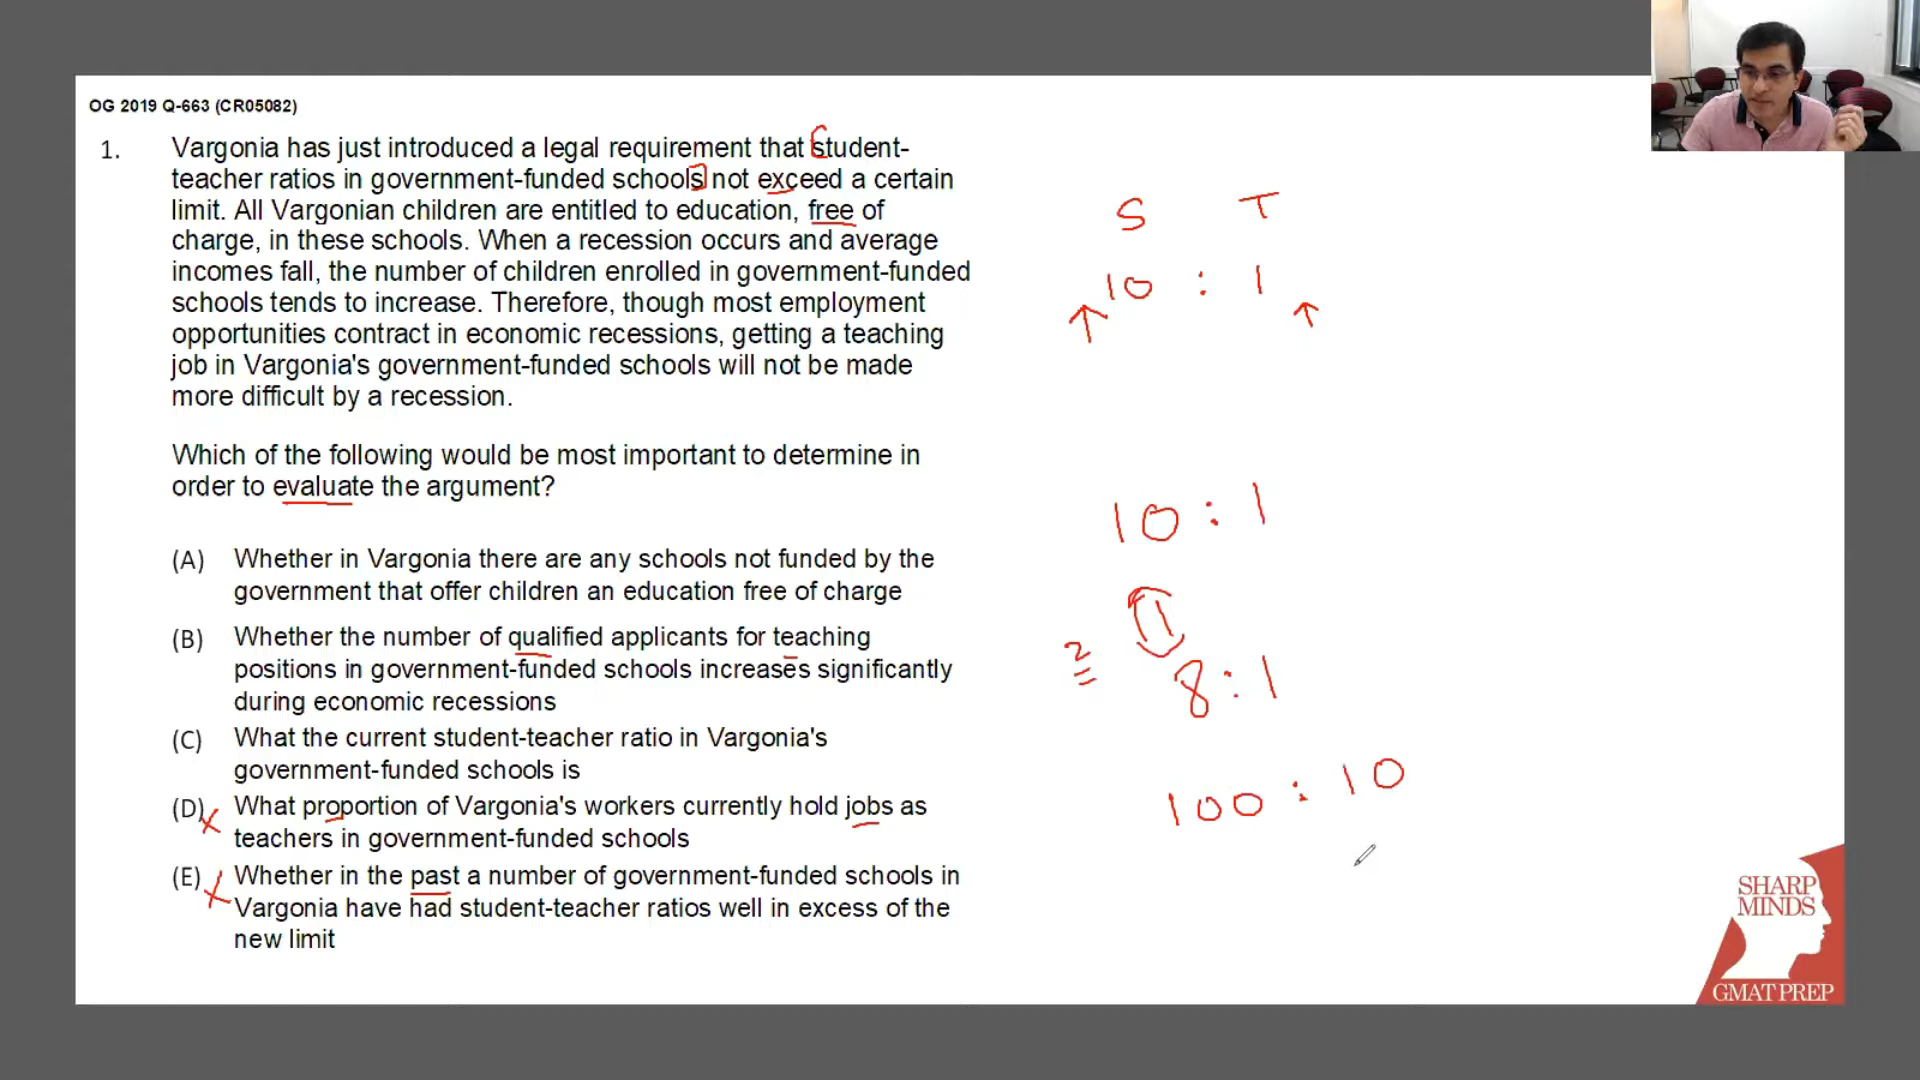 OG 2019 Q-663 (CR05082)
1. Vargonia has just introduced a legal requirement that student-
teacher ratios in government-funded schools not exceed a certain
limit. All Vargonian children are entitled to education, free of
charge, in these schools. When a recession occurs and average
incomes fall, the number of children enrolled in government-funded
schools tends to increase. Therefore, though most employment
opportunities contract in economic recessions, getting a teaching
job in Vargonia's government-funded schools will not be made
more difficult by a recession.
Which of the following would be most important to determine in
order to evaluate the argument?
(A) Whether in Vargonia there are any schools not funded by the
government that offer children an education free of charge
(B) Whether the number of qualified applicants for teaching
positions in government-funded schools increases significantly
during economic recessions
(C) What the current student-teacher ratio in Vargonia's
government-funded schools is
(D) What proportion of Vargonia's workers currently hold jobs as
teachers in government-funded schools
(E) Whether in the past a number of government-funded schools in
Vargonia have had student-teacher ratios well in excess of the
new limit
S T
10 : 1
10 : 1
2
8 : 1
100 : 10
SHARP
MINDS
GMAT PREP